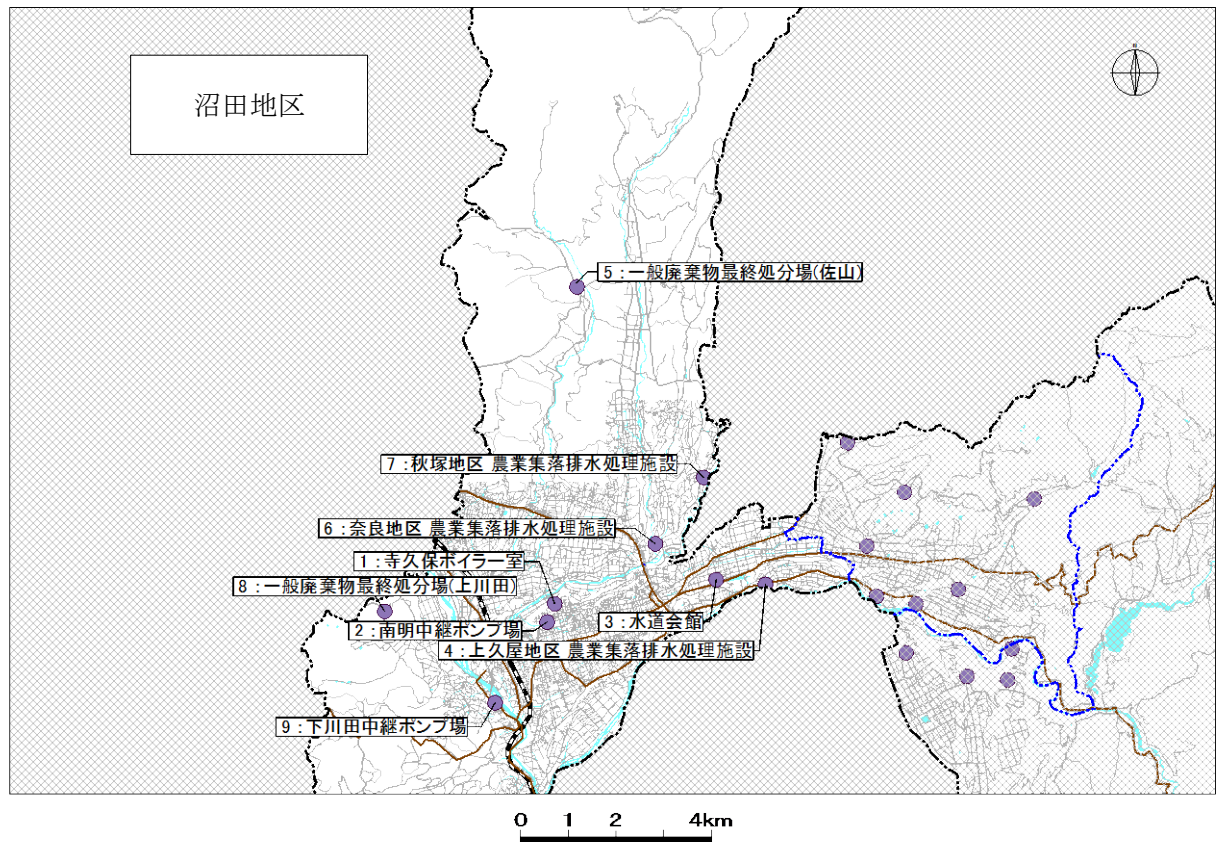 沼田地区
5：一般廃棄物最終処分場(佐山)
7：秋塚地区 農業集落排水処理施設
6：奈良地区 農業集落排水処理施設
1：寺久保ボイラー室
8：一般廃棄物最終処分場(上川田)
2：南明中継ポンプ場
3：水道会館
4：上久屋地区 農業集落排水処理施設
9：下川田中継ポンプ場
0 1 2 4km